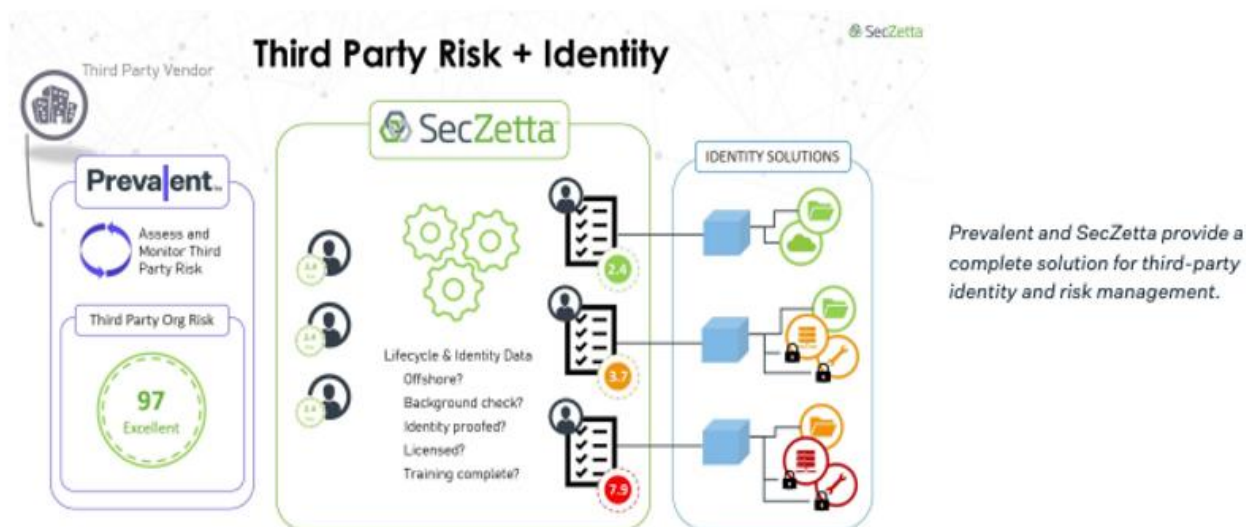 SecZetta
Third Party Risk + Identity
Third Party Vendor
Prevalent
Assess and
Monitor Third
Party Risk
Third Party Org Risk
97
Excellent
SecZetta
Lifecycle & Identity Data
Offshore?
Background check?
Identity proofed?
Licensed?
Training complete?
2.4
3.7
7.9
IDENTITY SOLUTIONS
Prevalent and SecZetta provide a
complete solution for third-party
identity and risk management.